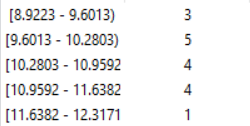 [8.9223 - 9.6013) 3
[9.6013 - 10.2803) 5
[10.2803 - 10.9592 4
[10.9592 - 11.6382 4
[11.6382 - 12.3171 1